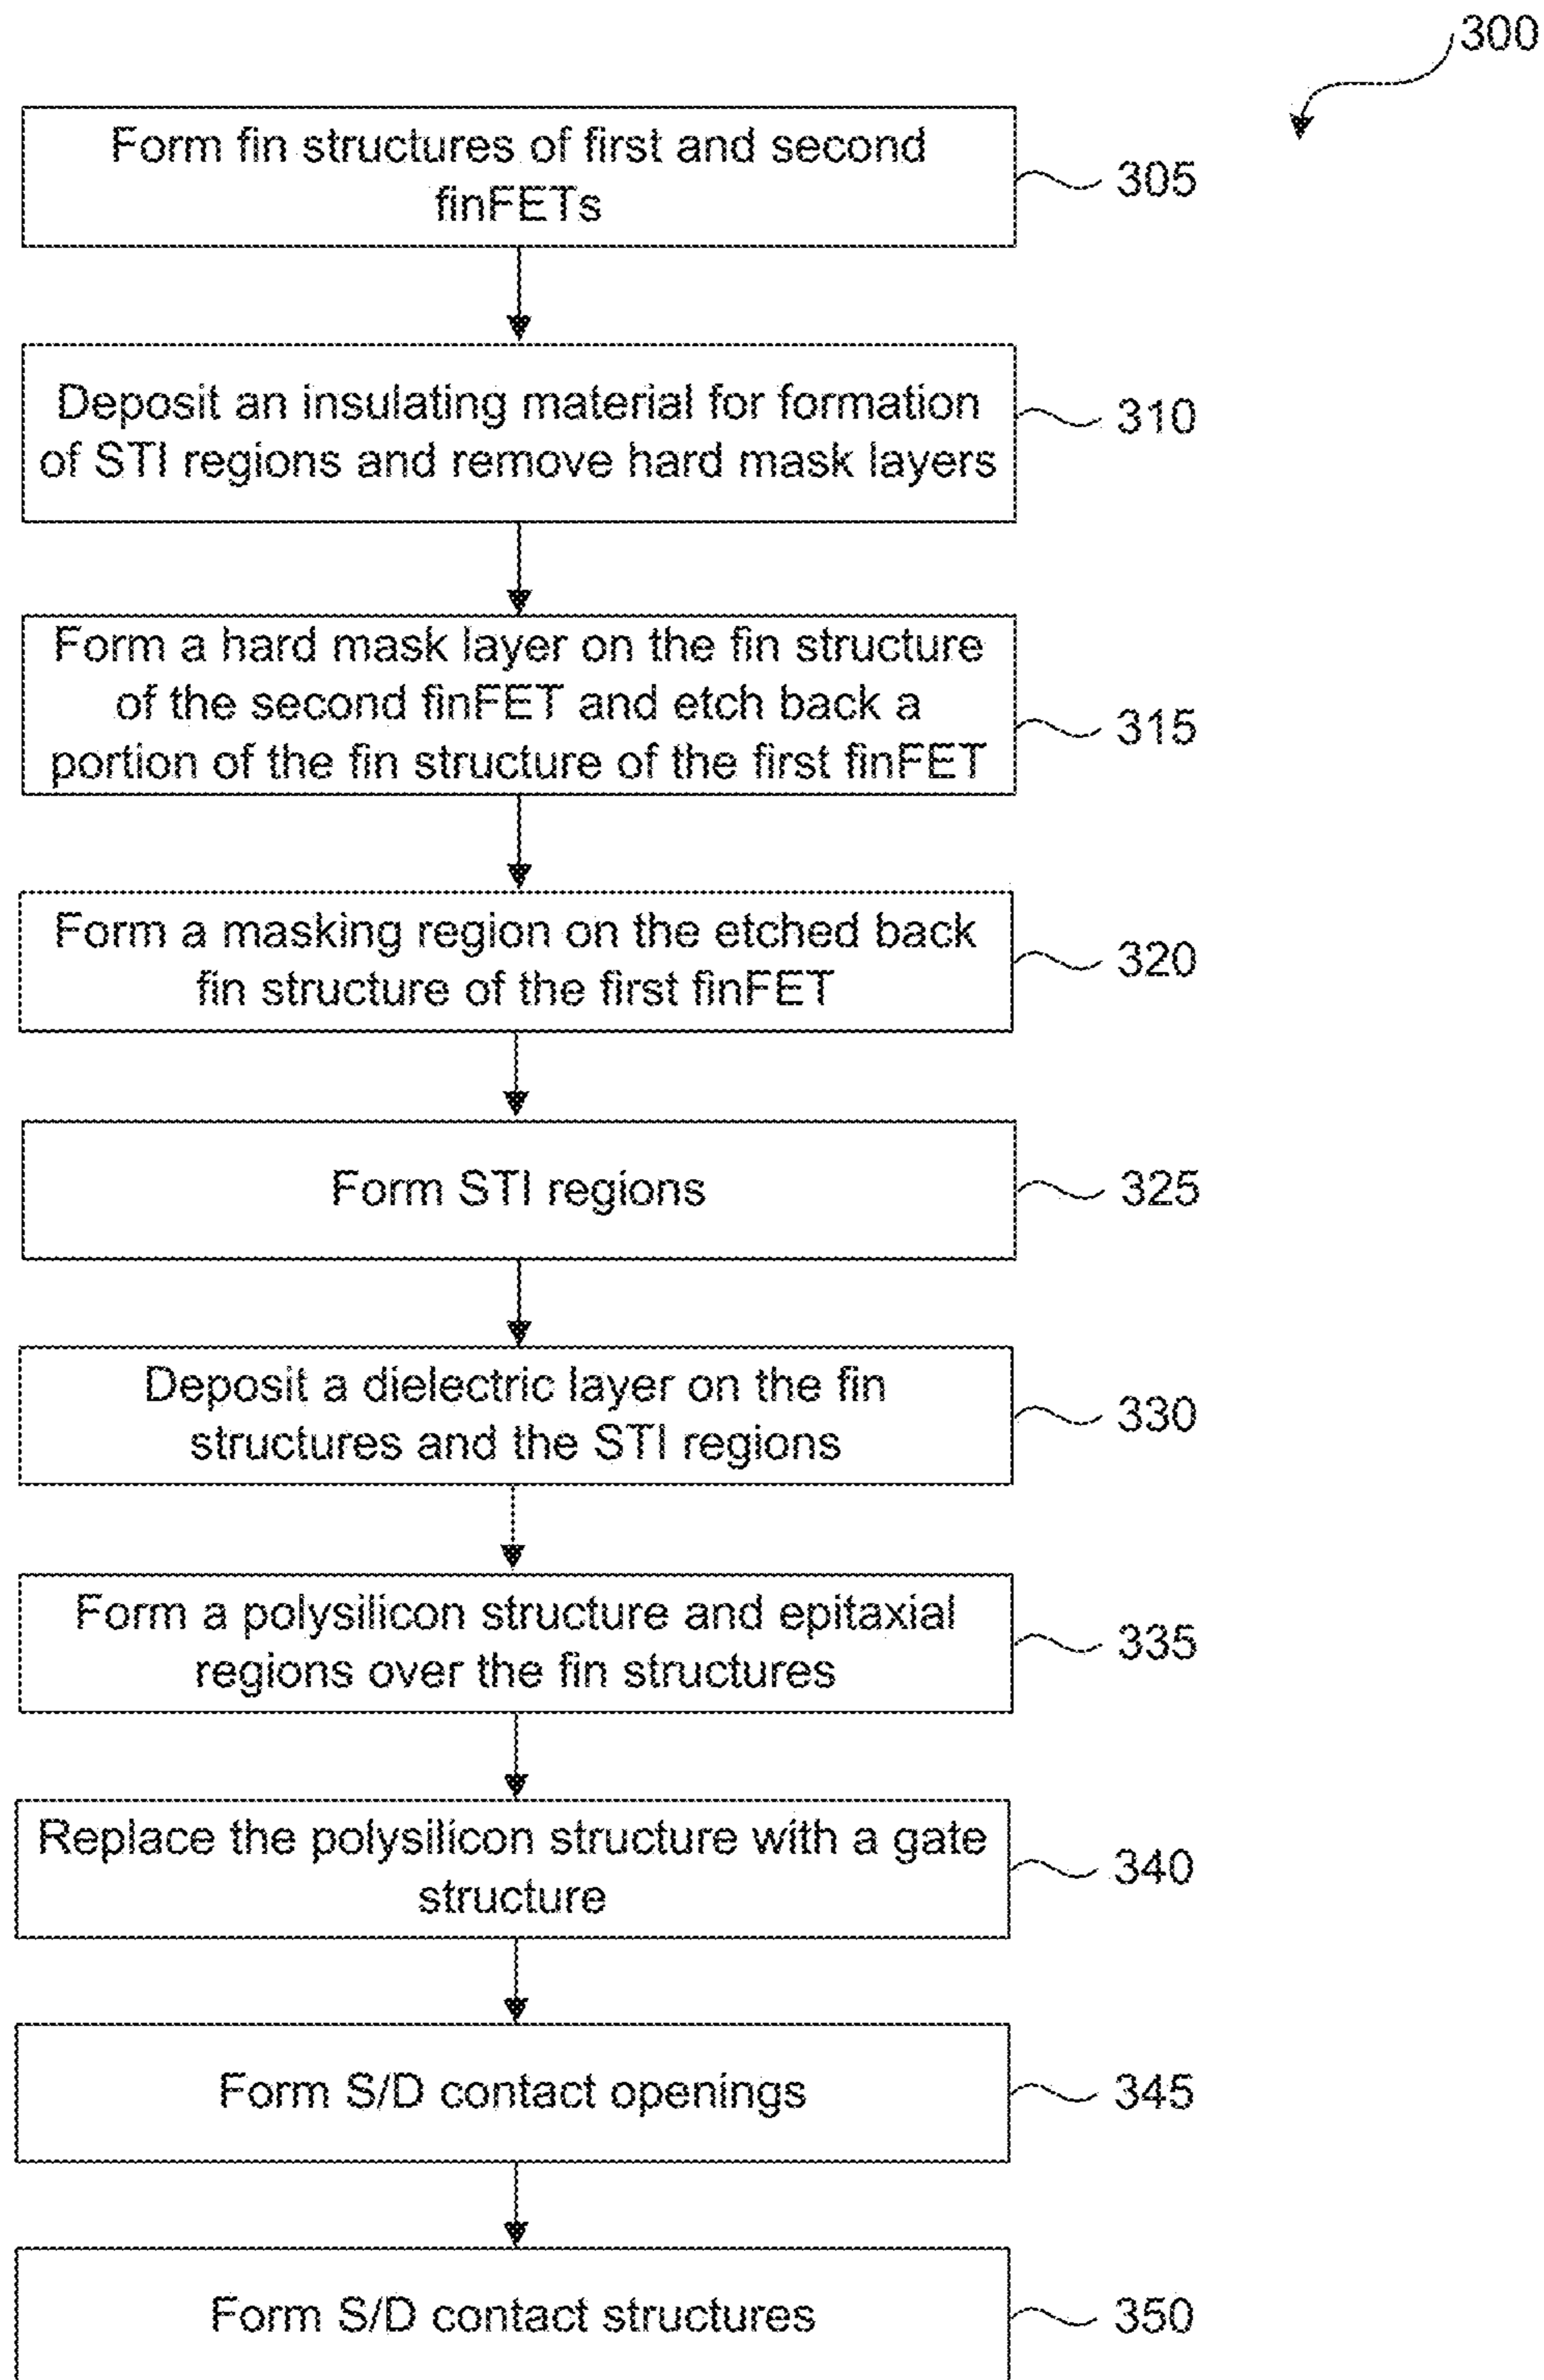 300
Form fin structures of first and second
finFETs
305
Deposit an insulating material for formation
of STI regions and remove hard mask layers
310
Form a hard mask layer on the fin structure
of the second finFET and etch back a
portion of the fin structure of the first finFET
315
Form a masking region on the etched back
fin structure of the first finFET
320
Form STI regions
325
Deposit a dielectric layer on the fin
structures and the STI regions
330
Form a polysilicon structure and epitaxial
regions over the fin structures
335
Replace the polysilicon structure with a gate
structure
340
Form S/D contact openings
345
Form S/D contact structures
350